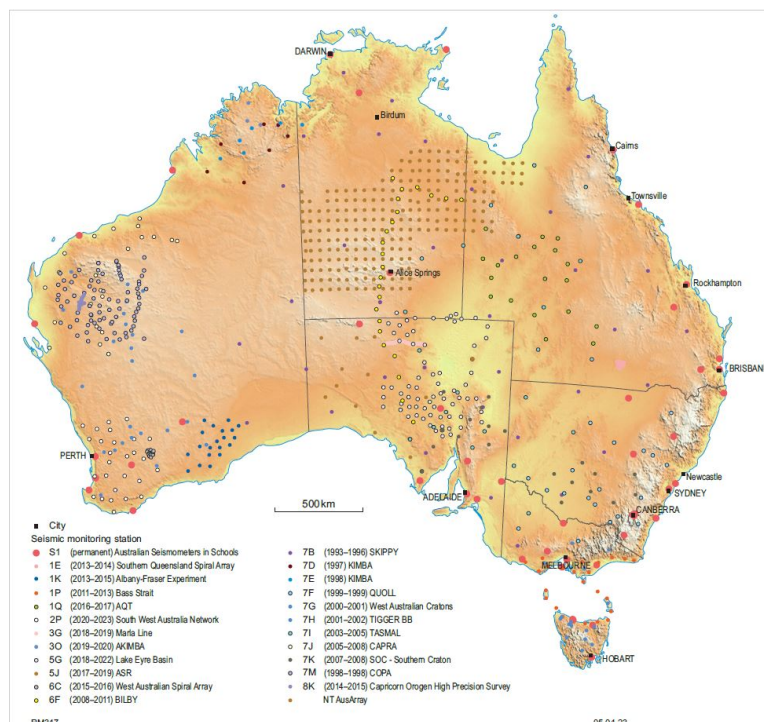 DARWIN
Birdum
Cairns
Townsville
Alice Springs
Rockhampton
BRISBANE
PERTH
Newcastle
ADELAIDE
SYDNEY
CANBERRA
500 km
MELBOURNE
HOBART
City
Seismic monitoring station
S1 (permanent) Australian Seismometers in Schools
1E (2013–2014) Southern Queensland Spiral Array
1K (2013–2015) Albany-Fraser Experiment
1P (2011–2013) Bass Strait
1Q (2016–2017) AQT
2P (2020–2023) South West Australia Network
3G (2018–2019) Marla Line
3O (2019–2020) AKIMBA
5G (2018–2022) Lake Eyre Basin
5J (2017–2019) ASR
6C (2015–2016) West Australian Spiral Array
6F (2008–2011) BILBY
7B (1993–1996) SKIPPY
7D (1997) KIMBA
7E (1998) KIMBA
7F (1999–1999) QUOLL
7G (2000–2001) West Australian Cratons
7H (2001–2002) TIGGER BB
7I (2003–2005) TASMAL
7J (2005–2008) CAPRA
7K (2007–2008) SOC - Southern Craton
7M (1998–1998) COPA
8K (2014–2015) Capricorn Orogen High Precision Survey
NT AusArray